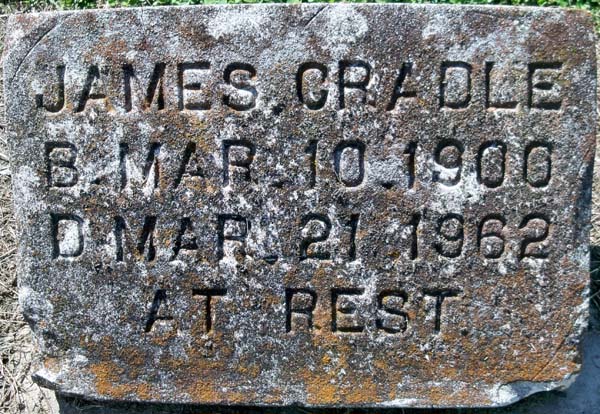 JAMES CRADLE
B. MAR. 10. 1900
D. MAR. 21 1962
AT REST